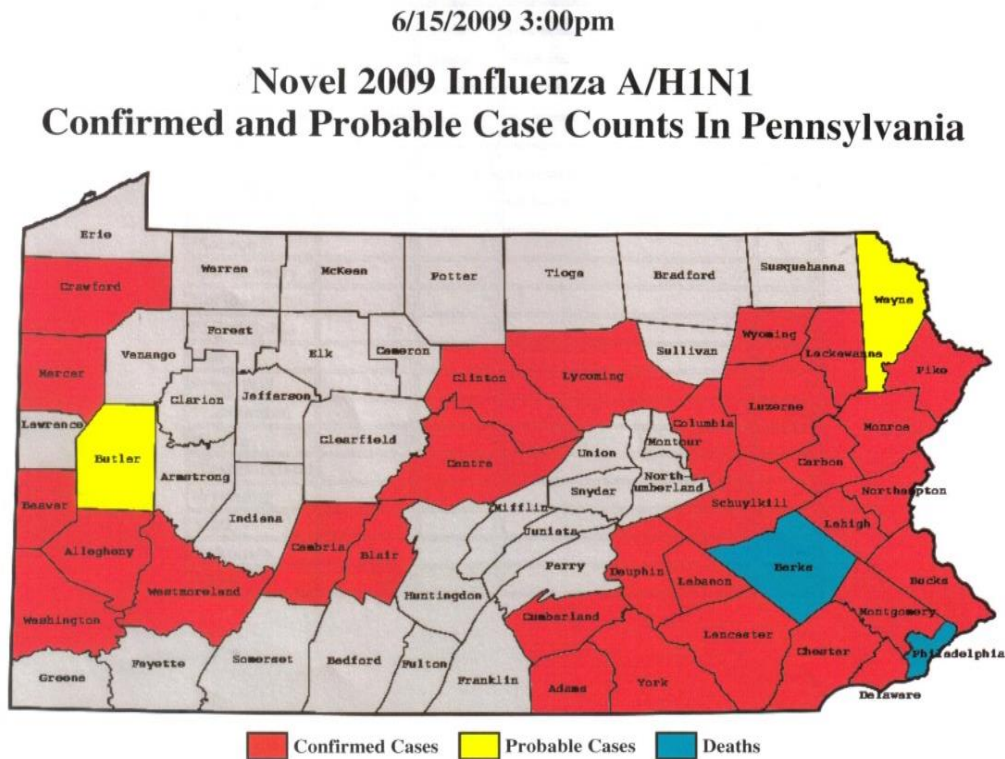 6/15/2009 3:00pm
Novel 2009 Influenza A/H1N1
Confirmed and Probable Case Counts In Pennsylvania
Erie
Warren
McKean
Potter
Tioga
Bradford
Susquehanna
Wayne
Crawford
Forest
Elk
Cameron
Sullivan
Wyoming
Lackawanna
Pike
Mercer
Venango
Clarion
Jefferson
Clinton
Lycoming
Columbia
Luzerne
Monroe
Lawrence
Butler
Armstrong
Clearfield
Centre
Union
Montour
Carbon
Snyder
North-
umberland
Northampton
Beaver
Indiana
Mifflin
Schuylkill
Lehigh
Allegheny
Cambria
Blair
Juniata
Perry
Dauphin
Lebanon
Berks
Bucks
Washington
Westmoreland
Huntingdon
Cumberland
Lancaster
Montgomery
Greene
Fayette
Somerset
Bedford
Fulton
Franklin
Adams
York
Chester
Philadelphia
Delaware
Confirmed Cases
Probable Cases
Deaths